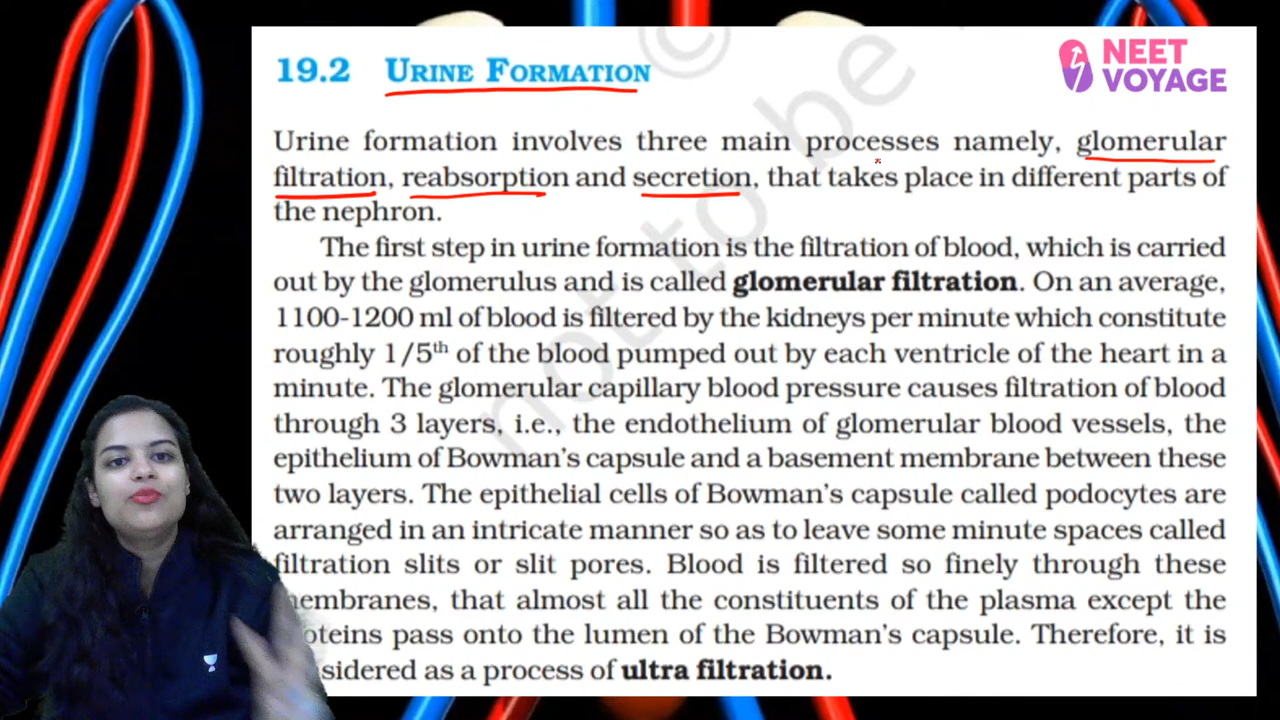 NEET
VOYAGE
19.2 URINE FORMATION
Urine formation involves three main processes namely, glomerular
filtration, reabsorption and secretion, that takes place in different parts of
the nephron.
The first step in urine formation is the filtration of blood, which is carried
out by the glomerulus and is called glomerular filtration. On an average,
1100-1200 ml of blood is filtered by the kidneys per minute which constitute
roughly 1/5th of the blood pumped out by each ventricle of the heart in a
minute. The glomerular capillary blood pressure causes filtration of blood
through 3 layers, i.e., the endothelium of glomerular blood vessels, the
epithelium of Bowman's capsule and a basement membrane between these
two layers. The epithelial cells of Bowman's capsule called podocytes are
arranged in an intricate manner so as to leave some minute spaces called
filtration slits or slit pores. Blood is filtered so finely through these
membranes, that almost all the constituents of the plasma except the
proteins pass onto the lumen of the Bowman's capsule. Therefore, it is
sidered as a process of ultra filtration.
© not to be